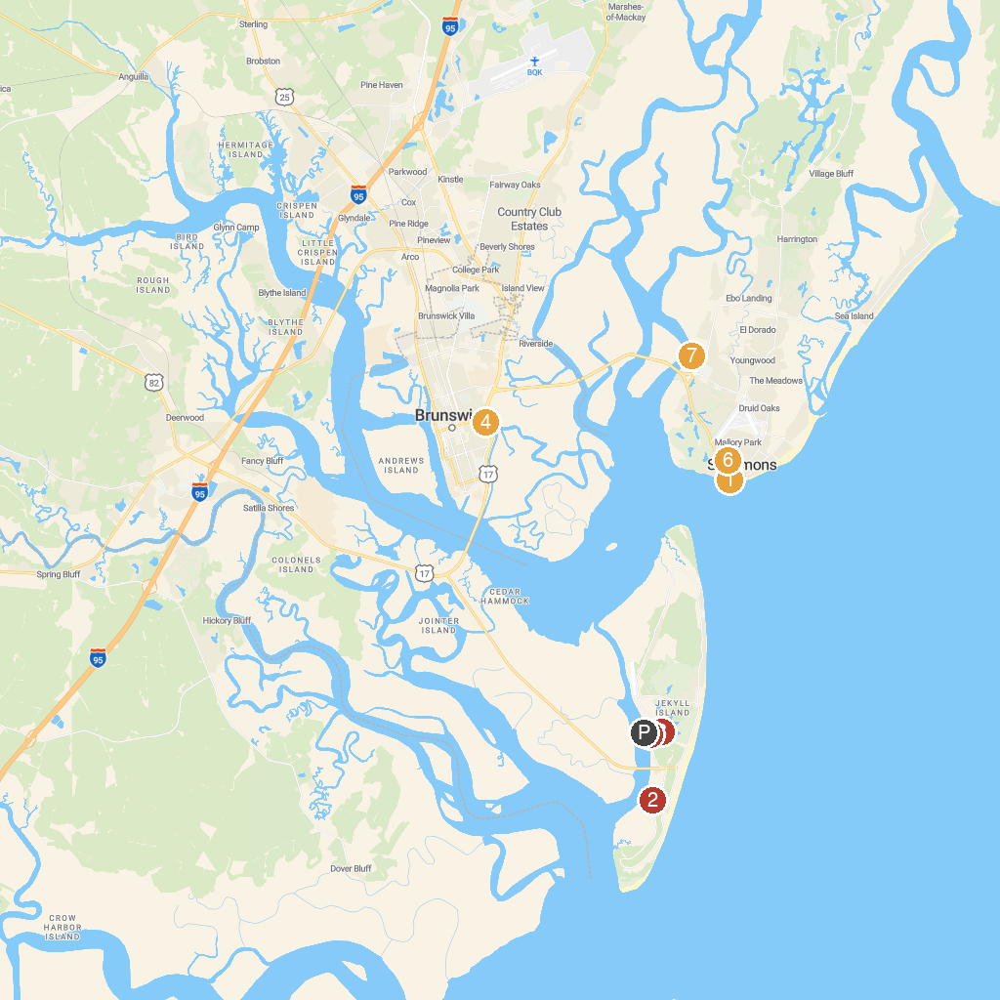 Marshes-
of-Mackay
Sterling
95
Brobston
BQK
Anguilla
Pine Haven
ica
25
HERMITAGE
ISLAND
Parkwood
Kinstle
Fairway Oaks
Village Bluff
95
Cox
CRISPEN
ISLAND
Glyndale
Country Club
Estates
Pine Ridge
Glynn Camp
BIRD
ISLAND
Pineview
Harrington
LITTLE
CRISPEN
ISLAND
Beverly Shores
Arco
College Park
ROUGH
ISLAND
Magnolia Park
Island View
Blythe Island
Ebo Landing
Brunswick Villa
Sea Island
BLYTHE
ISLAND
El Dorado
Riverside
7
Youngwood
82
The Meadows
Druid Oaks
Deerwood
Brunswi
4
Mallory Park
Fancy Bluff
ANDREWS
ISLAND
6
S
mons
17
1
95
Satilla Shores
COLONELS
ISLAND
Spring Bluff
17
CEDAR
HAMMOCK
Hickory Bluff
JOINTER
ISLAND
95
JEKYLL
ISLAND
P
2
Dover Bluff
CROW
HARBOR
ISLAND